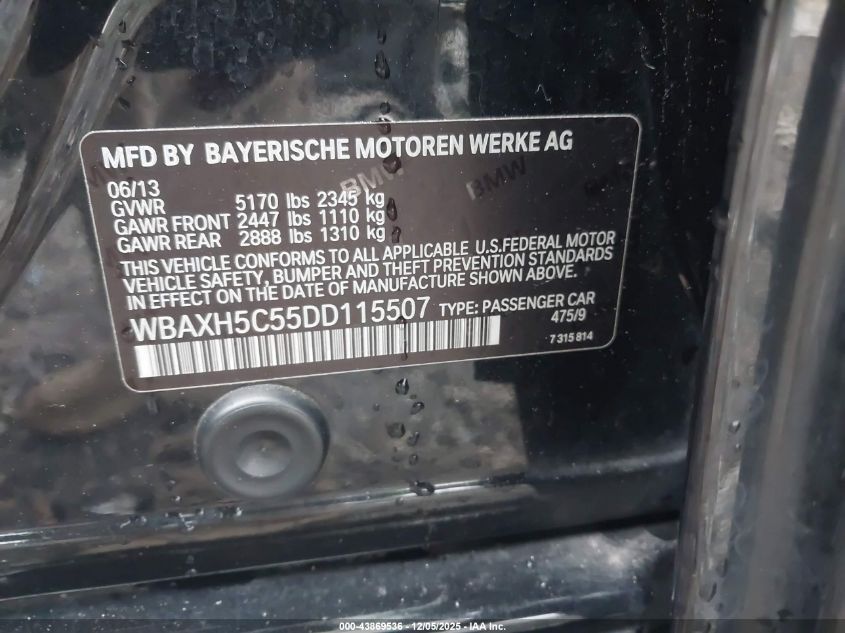 MFD BY BAYERISCHE MOTOREN WERKE AG
BMW BMW
06/13
GVWR 5170 lbs 2345 kg
GAWR FRONT 2447 lbs 1110 kg
GAWR REAR 2888 lbs 1310 kg
THIS VEHICLE CONFORMS TO ALL APPLICABLE U.S.FEDERAL MOTOR
VEHICLE SAFETY, BUMPER AND THEFT PREVENTION STANDARDS
IN EFFECT ON THE DATE OF MANUFACTURE SHOWN ABOVE.
WBAXH5C55DD115507 TYPE: PASSENGER CAR
475/9
7 315 814
000-43869536 - 12/05/2025 - IAA Inc.